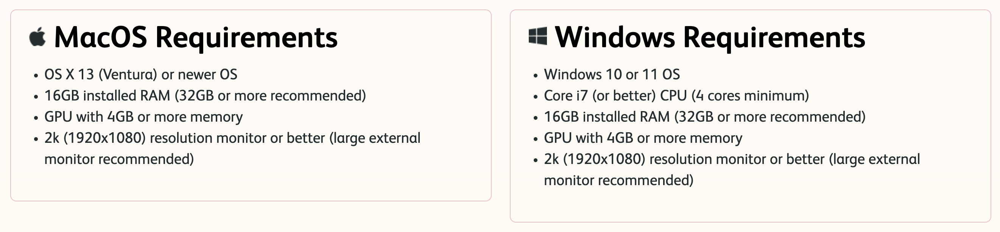 MacOS Requirements
• OS X 13 (Ventura) or newer OS
• 16GB installed RAM (32GB or more recommended)
• GPU with 4GB or more memory
• 2k (1920x1080) resolution monitor or better (large external
monitor recommended)
Windows Requirements
• Windows 10 or 11 OS
• Core i7 (or better) CPU (4 cores minimum)
• 16GB installed RAM (32GB or more recommended)
• GPU with 4GB or more memory
• 2k (1920x1080) resolution monitor or better (large external
monitor recommended)